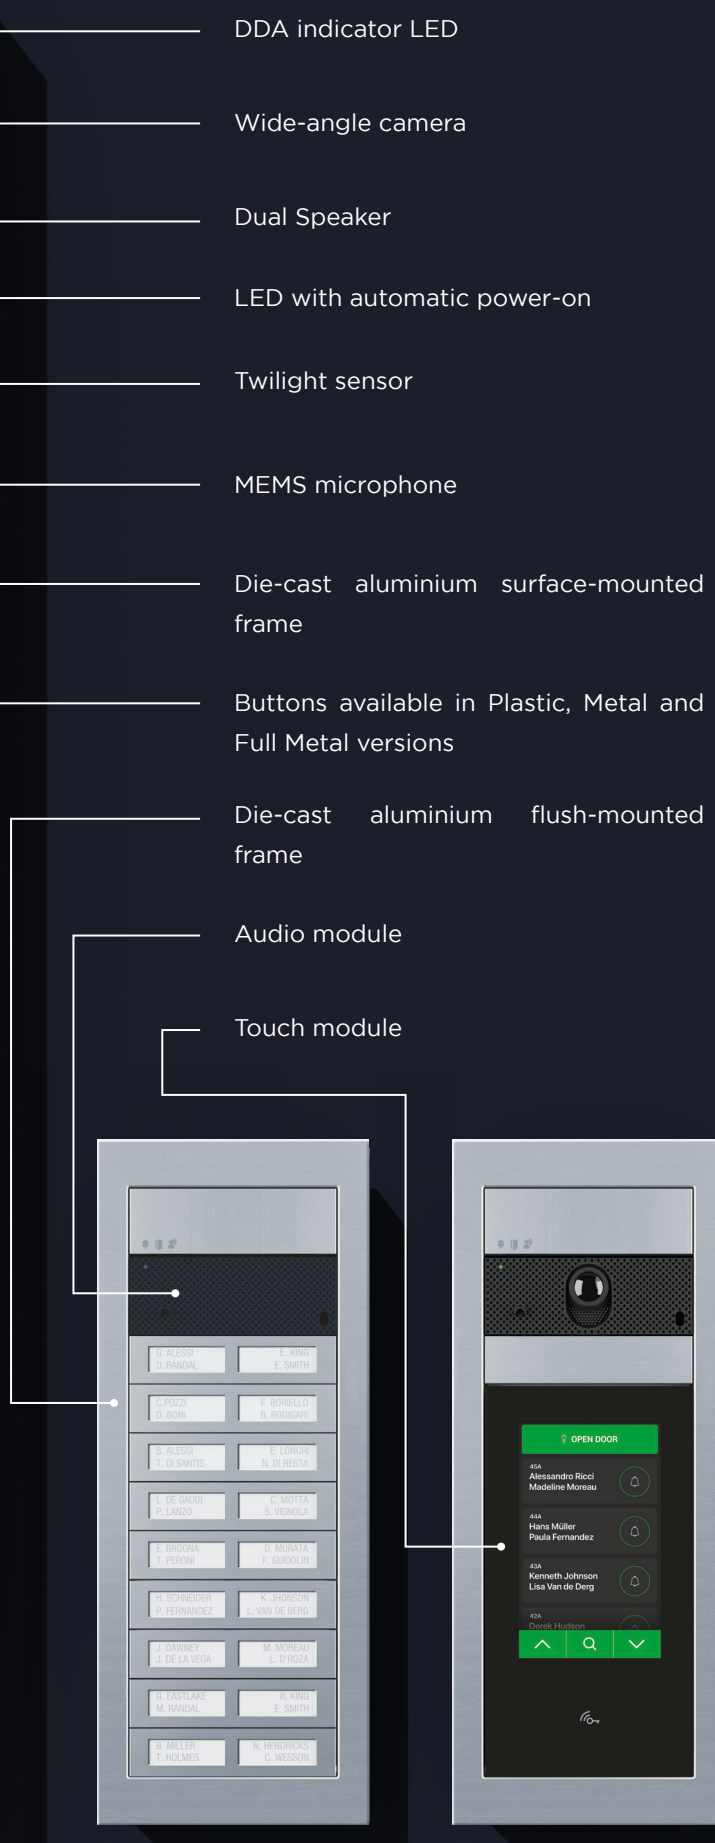 DDA indicator LED
Wide-angle camera
Dual Speaker
LED with automatic power-on
Twilight sensor
MEMS microphone
Die-cast aluminium surface-mounted
frame
Buttons available in Plastic, Metal and
Full Metal versions
Die-cast aluminium flush-mounted
frame
Audio module
Touch module
G. ALESSI
D. RANDAL
E. KING
E. SMITH
C.POZZI
D. BONI
F. BORIELLO
B. RODIGARI
S. ALESSI
T. DI SANTIS
E. LONGHI
N. DI RESTA
L. DE GAUDI
P. LANZO
C. MOTTA
S. VIGNOLA
E. BROGNA
T. PERONI
D. MURATA
F. GUIDOLIN
H. SCHNEIDER
P. FERNANDEZ
K. JHONSON
L. VAN DE BERG
J. DAWNEY
J. DE LA VEGA
M. MOREAU
L. D'ROZA
G. EASTLAKE
M. RANDAL
R. KING
E. SMITH
B. MILLER
T. HOLMES
N. HENDRICKS
C. WESSON
OPEN DOOR
45A
Alessandro Ricci
Madeline Moreau
44A
Hans Müller
Paula Fernandez
43A
Kenneth Johnson
Lisa Van de Derg
42A
Derek Hudson